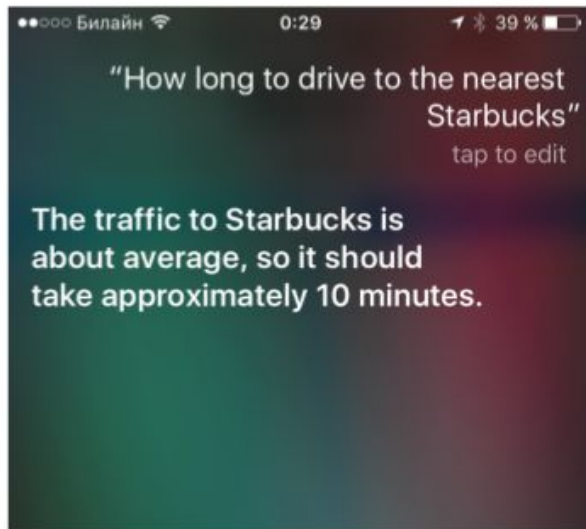 Билайн 0:29 39 %
“How long to drive to the nearest
Starbucks”
tap to edit
The traffic to Starbucks is
about average, so it should
take approximately 10 minutes.